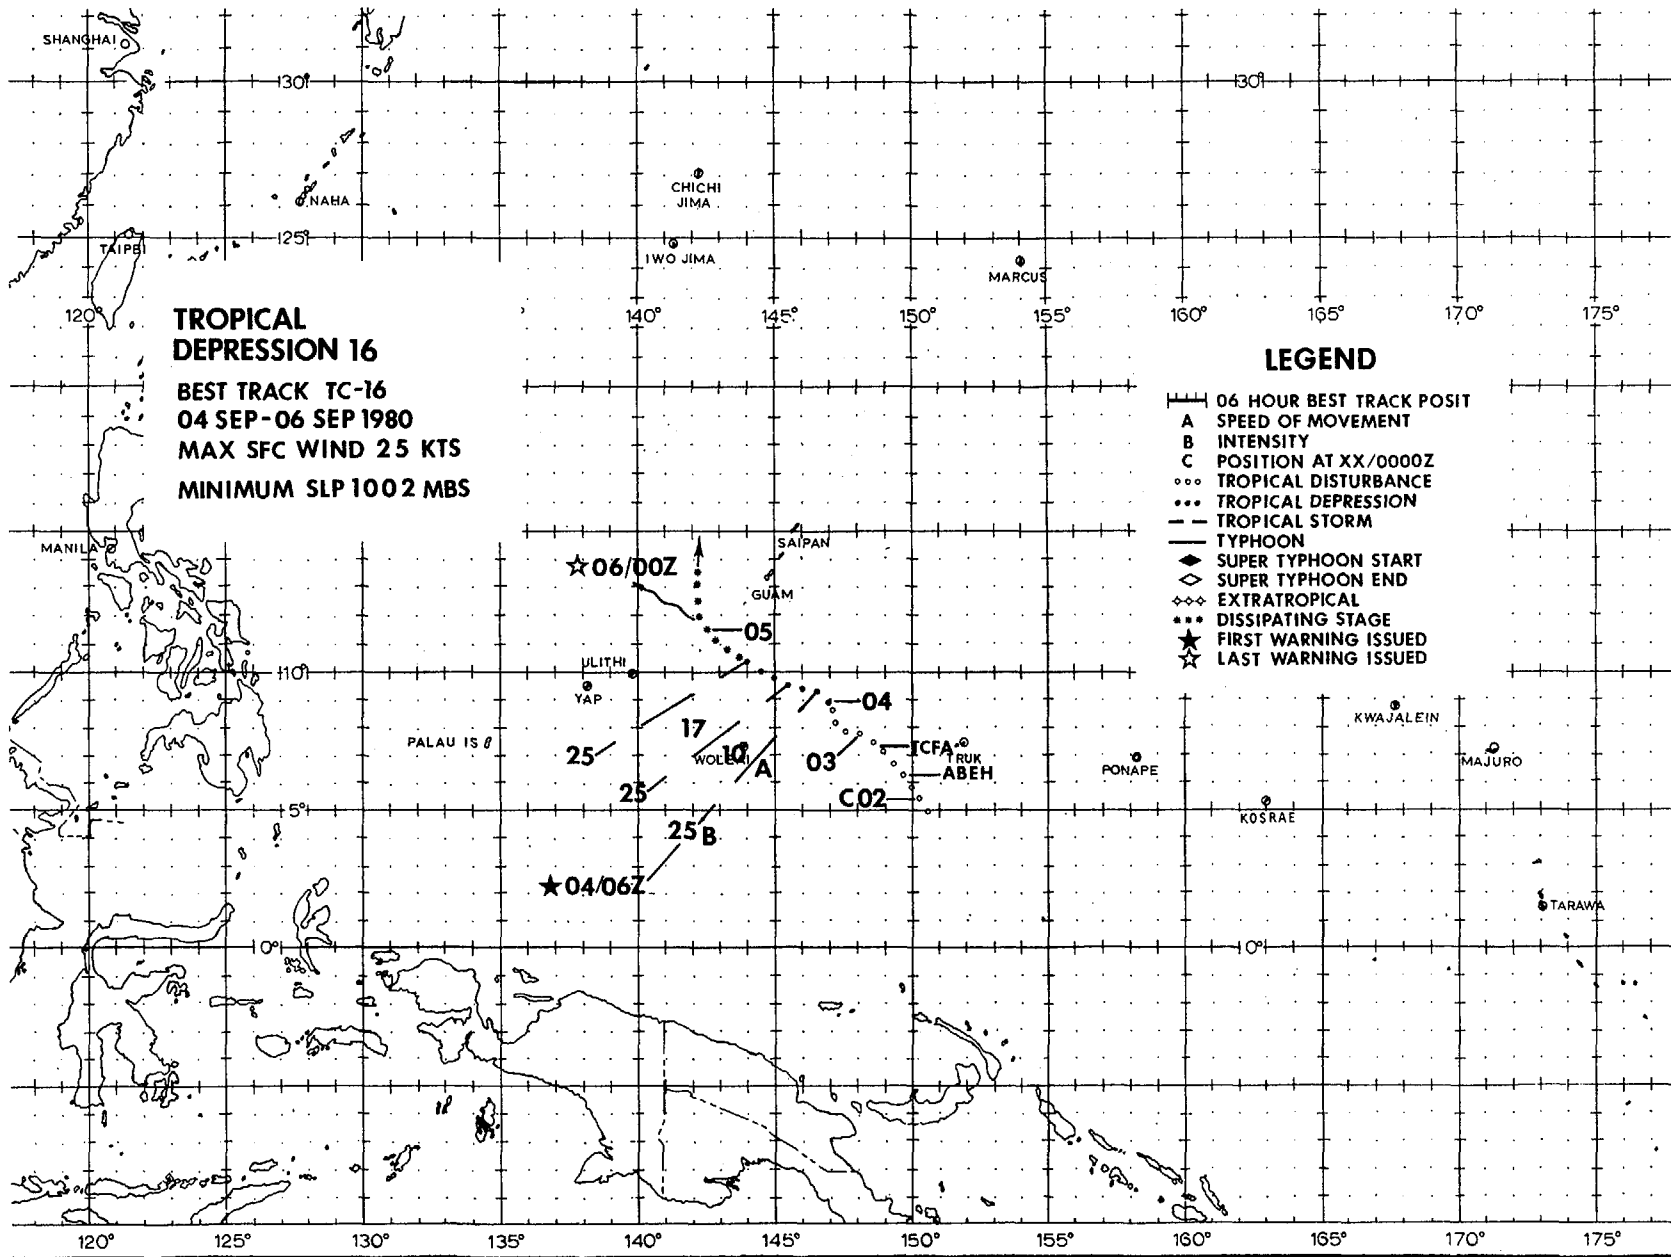 SHANGHAI
30°
30°
CHICHI
JIMA
NAHA
TAIPEI
25°
IWO JIMA
MARCUS
120°
140°
145°
150°
155°
160°
165°
170°
175°
TROPICAL
DEPRESSION 16
BEST TRACK TC-16
04 SEP-06 SEP 1980
MAX SFC WIND 25 KTS
MINIMUM SLP 1002 MBS
LEGEND
06 HOUR BEST TRACK POSIT
A SPEED OF MOVEMENT
B INTENSITY
C POSITION AT XX/0000Z
TROPICAL DISTURBANCE
TROPICAL DEPRESSION
TROPICAL STORM
TYPHOON
SUPER TYPHOON START
SUPER TYPHOON END
EXTRATROPICAL
DISSIPATING STAGE
FIRST WARNING ISSUED
LAST WARNING ISSUED
MANILA
SAIPAN
06/00Z
GUAM
05
ULITHI
10°
YAP
04
KWAJALEIN
17
PALAU IS
25
10
A
03
TCFA
TRUK
ABEH
PONAPE
MAJURO
25
C 02
5°
KOSRAE
25 B
04/06Z
TARAWA
0°
0°
120°
125°
130°
135°
140°
145°
150°
155°
160°
165°
170°
175°